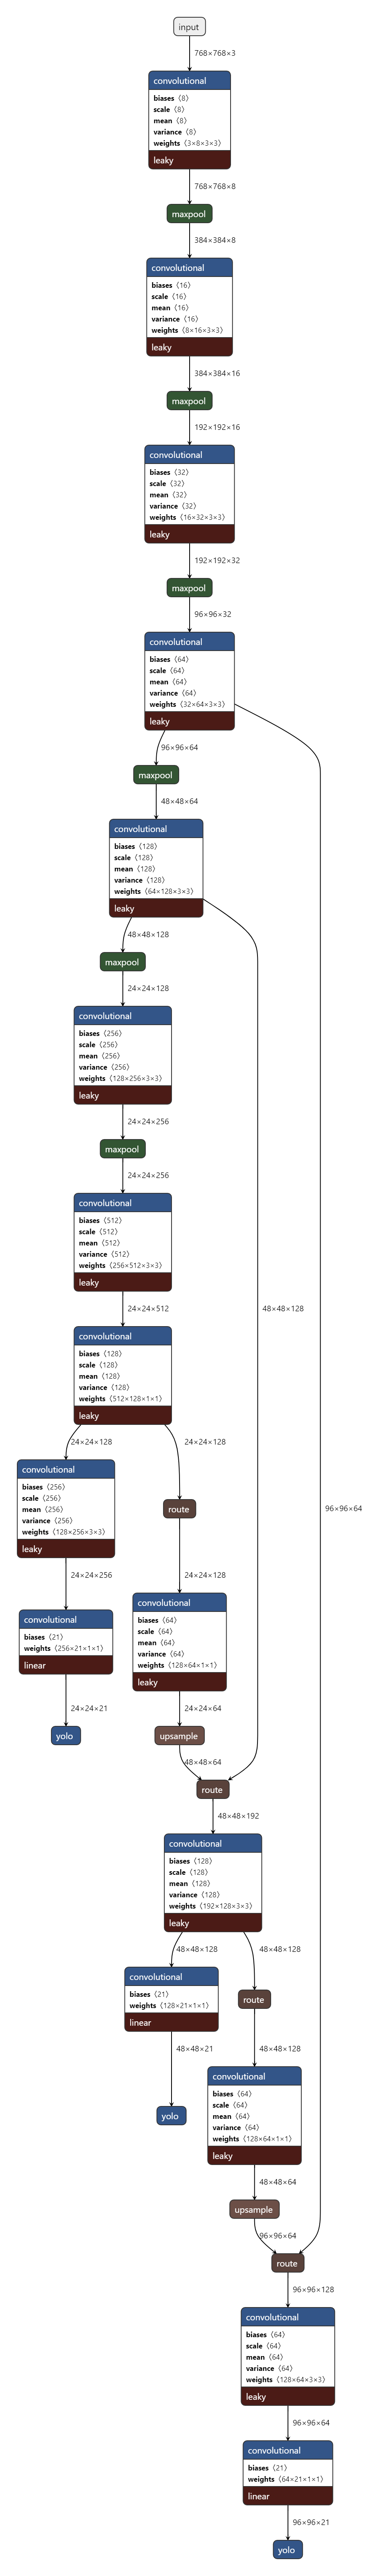 input
768×768×3
convolutional
biases ⟨8⟩
scale ⟨8⟩
mean ⟨8⟩
variance ⟨8⟩
weights ⟨3×8×3×3⟩
leaky
768×768×8
maxpool
384×384×8
convolutional
biases ⟨16⟩
scale ⟨16⟩
mean ⟨16⟩
variance ⟨16⟩
weights ⟨8×16×3×3⟩
leaky
384×384×16
maxpool
192×192×16
convolutional
biases ⟨32⟩
scale ⟨32⟩
mean ⟨32⟩
variance ⟨32⟩
weights ⟨16×32×3×3⟩
leaky
192×192×32
maxpool
96×96×32
convolutional
biases ⟨64⟩
scale ⟨64⟩
mean ⟨64⟩
variance ⟨64⟩
weights ⟨32×64×3×3⟩
leaky
96×96×64
maxpool
48×48×64
convolutional
biases ⟨128⟩
scale ⟨128⟩
mean ⟨128⟩
variance ⟨128⟩
weights ⟨64×128×3×3⟩
leaky
48×48×128
maxpool
24×24×128
convolutional
biases ⟨256⟩
scale ⟨256⟩
mean ⟨256⟩
variance ⟨256⟩
weights ⟨128×256×3×3⟩
leaky
24×24×256
maxpool
24×24×256
convolutional
biases ⟨512⟩
scale ⟨512⟩
mean ⟨512⟩
variance ⟨512⟩
weights ⟨256×512×3×3⟩
leaky
24×24×512
48×48×128
convolutional
biases ⟨128⟩
scale ⟨128⟩
mean ⟨128⟩
variance ⟨128⟩
weights ⟨512×128×1×1⟩
leaky
24×24×128
24×24×128
convolutional
biases ⟨256⟩
scale ⟨256⟩
mean ⟨256⟩
variance ⟨256⟩
weights ⟨128×256×3×3⟩
leaky
route
96×96×64
24×24×256
24×24×128
convolutional
biases ⟨21⟩
weights ⟨256×21×1×1⟩
linear
convolutional
biases ⟨64⟩
scale ⟨64⟩
mean ⟨64⟩
variance ⟨64⟩
weights ⟨128×64×1×1⟩
leaky
24×24×21
24×24×64
yolo
upsample
48×48×64
route
48×48×192
convolutional
biases ⟨128⟩
scale ⟨128⟩
mean ⟨128⟩
variance ⟨128⟩
weights ⟨192×128×3×3⟩
leaky
48×48×128
48×48×128
convolutional
biases ⟨21⟩
weights ⟨128×21×1×1⟩
linear
route
48×48×21
48×48×128
yolo
convolutional
biases ⟨64⟩
scale ⟨64⟩
mean ⟨64⟩
variance ⟨64⟩
weights ⟨128×64×1×1⟩
leaky
48×48×64
upsample
96×96×64
route
96×96×128
convolutional
biases ⟨64⟩
scale ⟨64⟩
mean ⟨64⟩
variance ⟨64⟩
weights ⟨128×64×3×3⟩
leaky
96×96×64
convolutional
biases ⟨21⟩
weights ⟨64×21×1×1⟩
linear
96×96×21
yolo